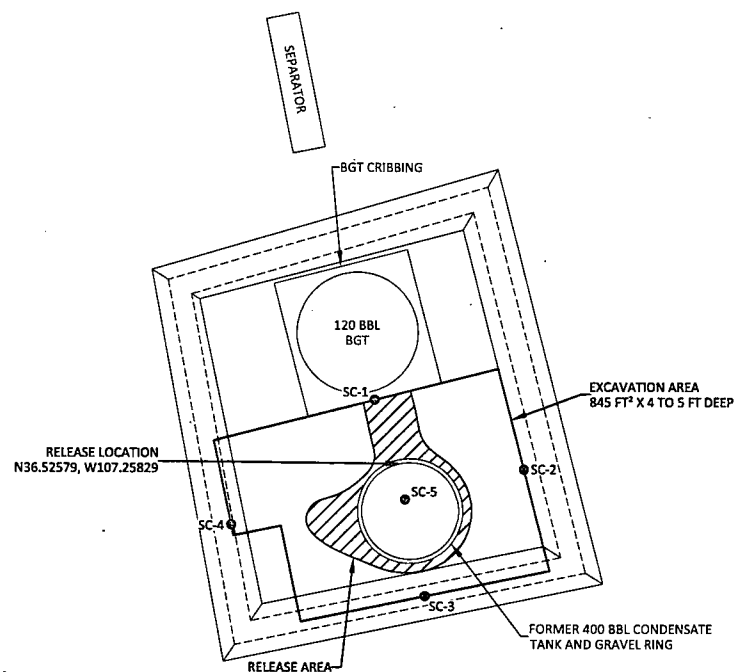 SEPARATOR
BGT CRIBBING
120 BBL
BGT
SC-1
EXCAVATION AREA
845 FT² X 4 TO 5 FT DEEP
RELEASE LOCATION
N36.52579, W107.25829
SC-2
SC-5
SC-4
SC-3
FORMER 400 BBL CONDENSATE
TANK AND GRAVEL RING
RELEASE AREA